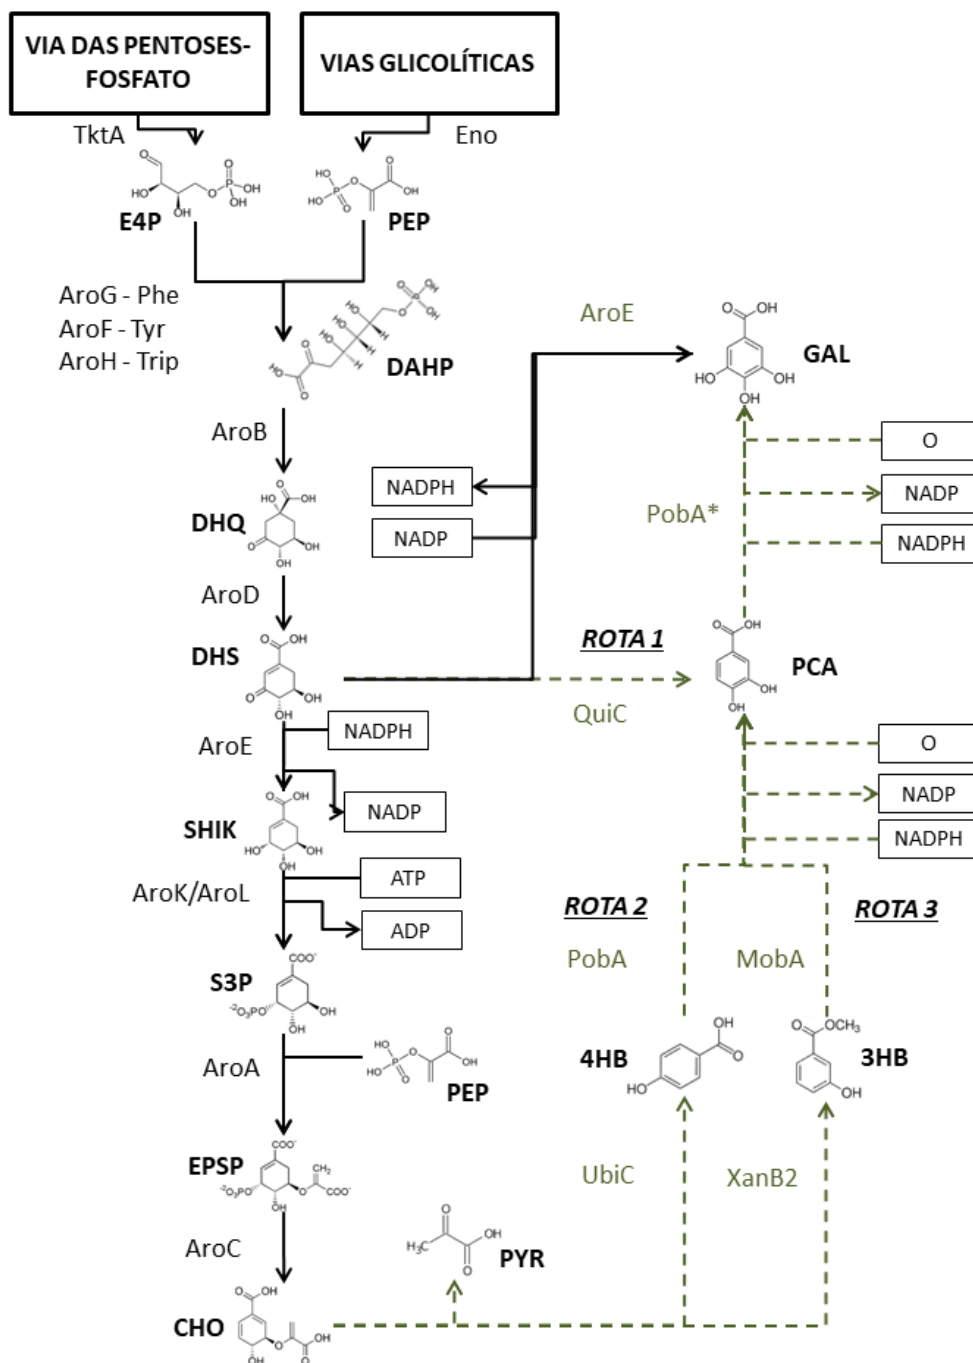 VIA DAS PENTOSES-
FOSFATO
VIAS GLICOLÍTICAS
TktA
Eno
E4P
PEP
AroG - Phe
AroF - Tyr
AroH - Trip
DAHP
AroE
GAL
AroB
O
NADPH
NADP
PobA*
DHQ
NADP
NADPH
AroD
DHS
ROTA 1
PCA
QuiC
AroE
NADPH
O
NADP
NADP
SHIK
NADPH
AroK/AroL
ATP
ADP
ROTA 2
ROTA 3
PobA
MobA
S3P
AroA
PEP
4HB
3HB
EPSP
UbiC
XanB2
AroC
PYR
CHO